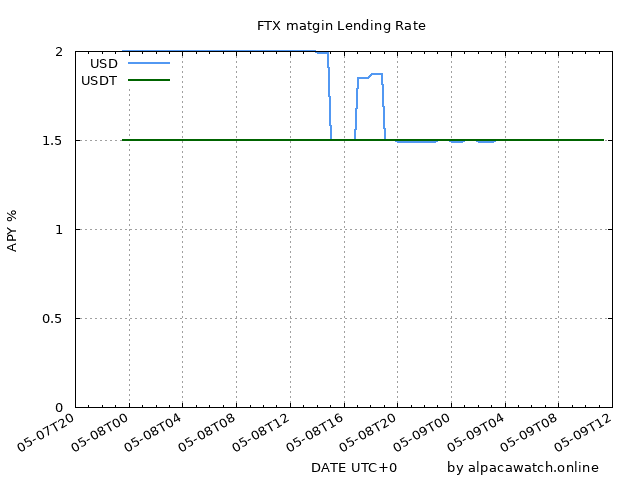 FTX matgin Lending Rate
2
USD
USDT
1.5
1
APY %
0.5
0
05-07T20 05-08T00 05-08T04 05-08T08 05-08T12 05-08T16 05-08T20 05-09T00 05-09T04 05-09T08 05-09T12
DATE UTC+0 by alpacawatch.online